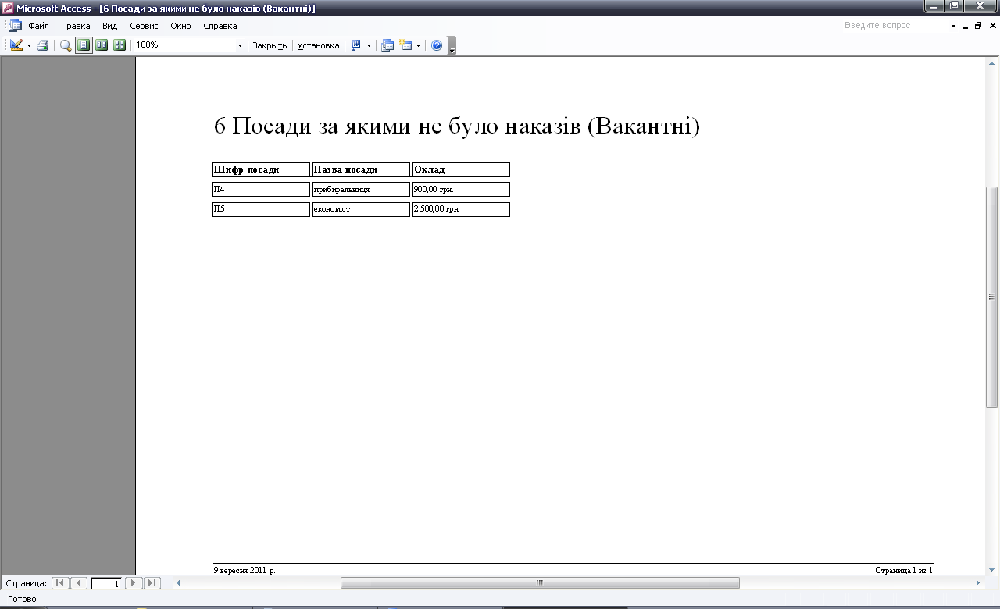 Microsoft Access - [6 Посади за якими не було наказів (Вакантні)]
Файл Правка Вид Сервис Окно Справка Введите вопрос
100% Закрыть Установка
6 Посади за якими не було наказів (Вакантні)
Шифр посади Назва посади Оклад
П4 прибиральниця 900,00 грн.
П5 економіст 2 500,00 грн.
9 вересня 2011 р. Страница 1 из 1
Страница: 1
Готово